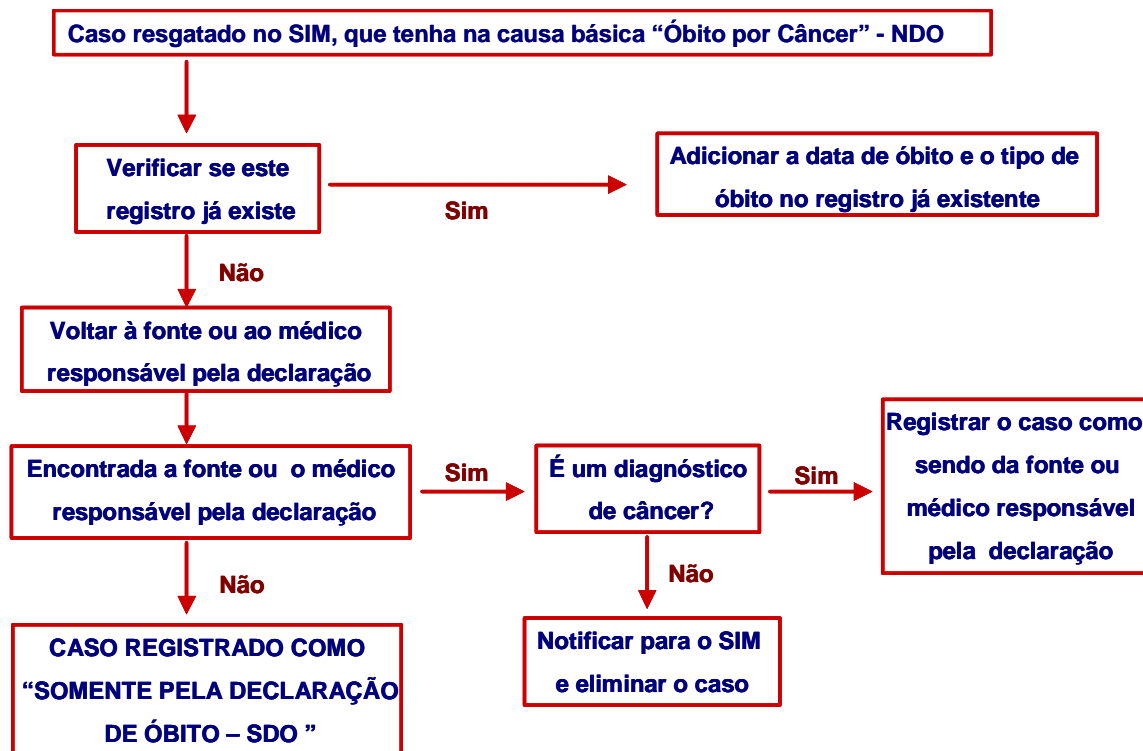 Caso resgatado no SIM, que tenha na causa básica “Óbito por Câncer” - NDO
Verificar se este
registro já existe
Sim
Adicionar a data de óbito e o tipo de
óbito no registro já existente
Não
Voltar à fonte ou ao médico
responsável pela declaração
Encontrada a fonte ou o médico
responsável pela declaração
Sim
É um diagnóstico
de câncer?
Sim
Registrar o caso como
sendo da fonte ou
médico responsável
pela declaração
Não
CASO REGISTRADO COMO
“SOMENTE PELA DECLARAÇÃO
DE ÓBITO – SDO ”
Não
Notificar para o SIM
e eliminar o caso